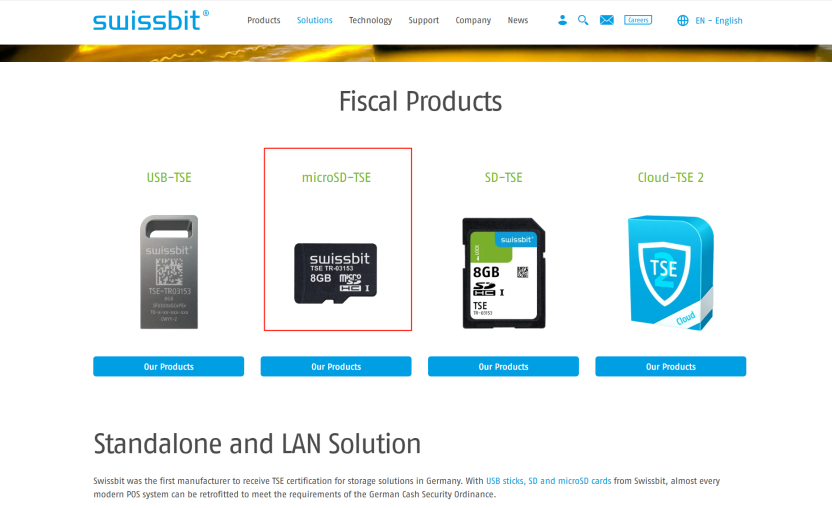 swissbit®
Products Solutions Technology Support Company News Careers EN - English
Fiscal Products
USB-TSE microSD-TSE SD-TSE Cloud-TSE 2
swissbit®
TSE-TR03153
8GB
swissbit
TSE TR-03153
8GB micro SD HC I
swissbit
LOCK
8GB
SD HC I
TSE
TR-03153
TSE
2
Cloud
Our Products Our Products Our Products Our Products
Standalone and LAN Solution
Swissbit was the first manufacturer to receive TSE certification for storage solutions in Germany. With USB sticks, SD and microSD cards from Swissbit, almost every
modern POS system can be retrofitted to meet the requirements of the German Cash Security Ordinance.